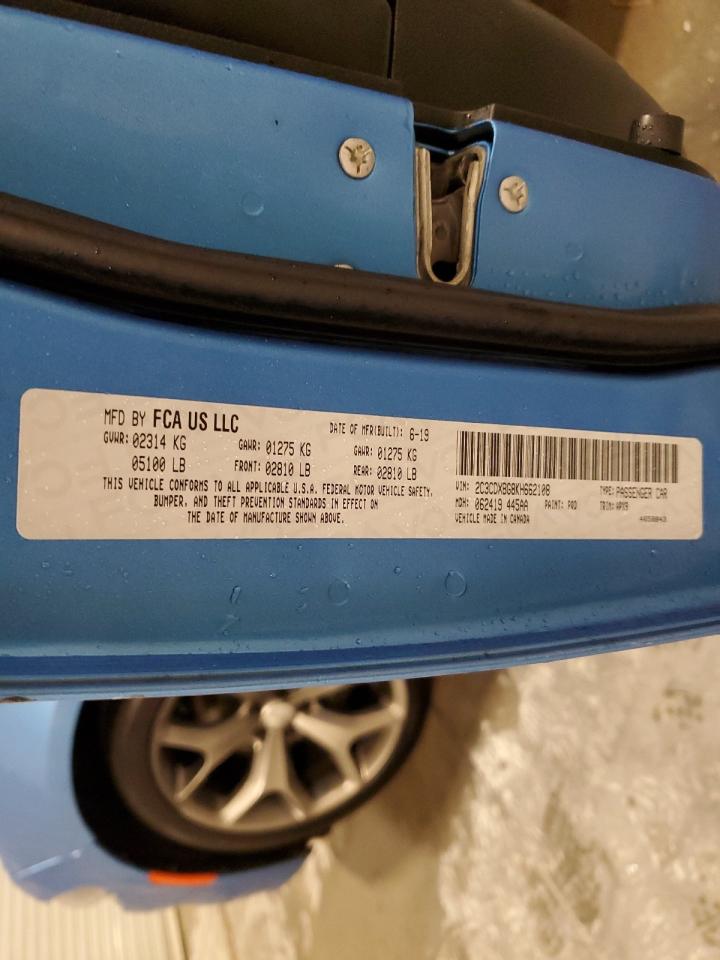 MFD BY FCA US LLC
DATE OF MFR(BUILT): 6-19
GVWR: 02314 KG
GAWR: 01275 KG
GAWR: 01275 KG
05100 LB
FRONT: 02810 LB
REAR: 02810 LB
THIS VEHICLE CONFORMS TO ALL APPLICABLE U.S.A. FEDERAL MOTOR VEHICLE SAFETY,
BUMPER, AND THEFT PREVENTION STANDARDS IN EFFECT ON
THE DATE OF MANUFACTURE SHOWN ABOVE.
VIN: 2C3CDXBG8KH662108
TYPE: PASSENGER CAR
MDH: 062419 445AA
PAINT: PQD
TRIM: APX9
VEHICLE MADE IN CANADA